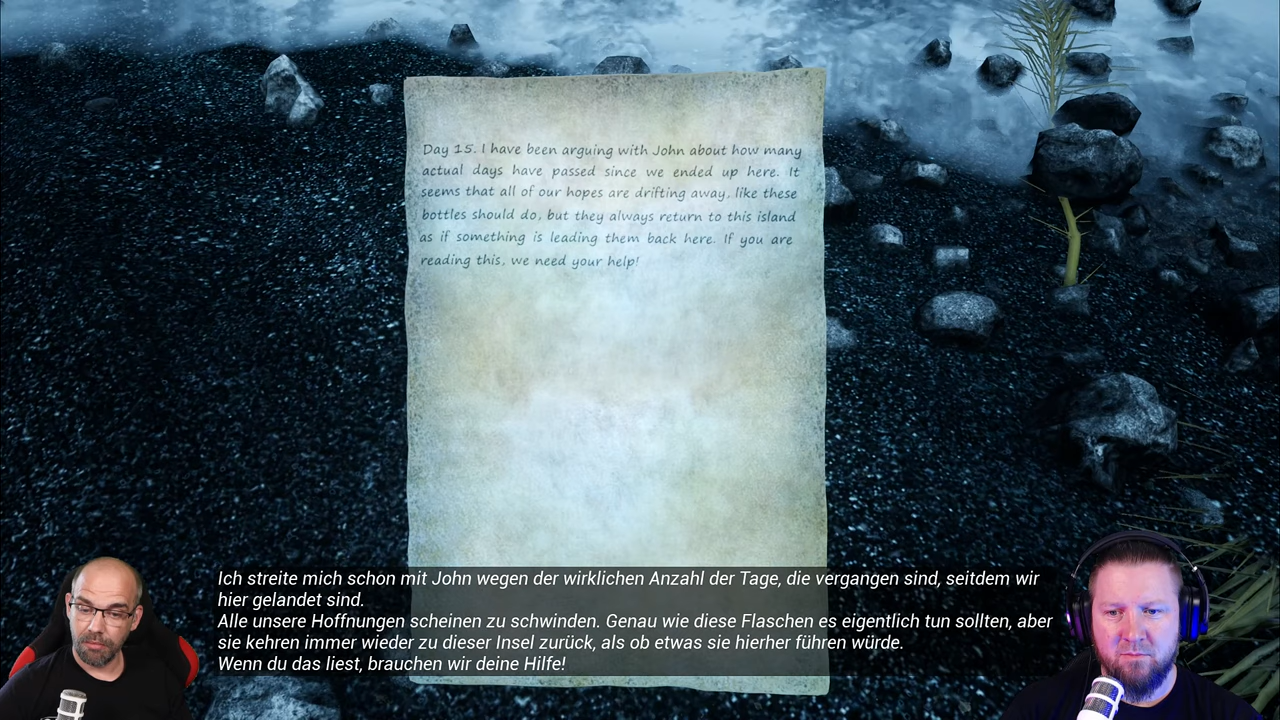 Day 15. I have been arguing with John about how many
actual days have passed since we ended up here. It
seems that all of our hopes are drifting away, like these
bottles should do, but they always return to this island
as if something is leading them back here. If you are
reading this, we need your help!
Ich streite mich schon mit John wegen der wirklichen Anzahl der Tage, die vergangen sind, seitdem wir
hier gelandet sind.
Alle unsere Hoffnungen scheinen zu schwinden. Genau wie diese Flaschen es eigentlich tun sollten, aber
sie kehren immer wieder zu dieser Insel zurück, als ob etwas sie hierher führen würde.
Wenn du das liest, brauchen wir deine Hilfe!